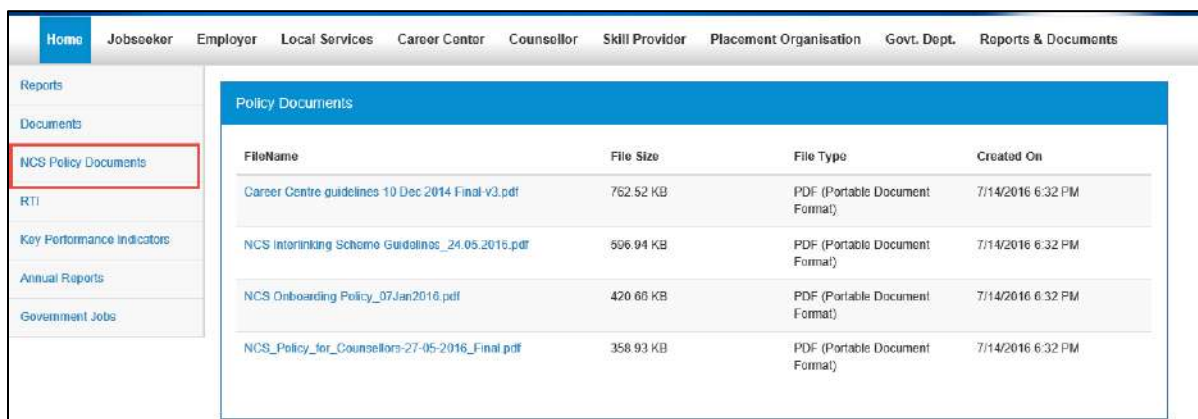 Home Jobseeker Employer Local Services Career Center Counsellor Skill Provider Placement Organisation Govt. Dept. Reports & Documents
Reports
Documents
NCS Policy Documents
RTI
Key Performance Indicators
Annual Reports
Government Jobs
Policy Documents
FileName File Size File Type Created On
Career Centre guidelines 10 Dec 2014 Final-v3.pdf 762.52 KB PDF (Portable Document 7/14/2016 6:32 PM
Format)
NCS Interlinking Scheme Guidelines_24.05.2016.pdf 596.94 KB PDF (Portable Document 7/14/2016 6:32 PM
Format)
NCS Onboarding Policy_07Jan2016.pdf 420.66 KB PDF (Portable Document 7/14/2016 6:32 PM
Format)
NCS_Policy_for_Counsellors-27-05-2016_Final.pdf 358.93 KB PDF (Portable Document 7/14/2016 6:32 PM
Format)